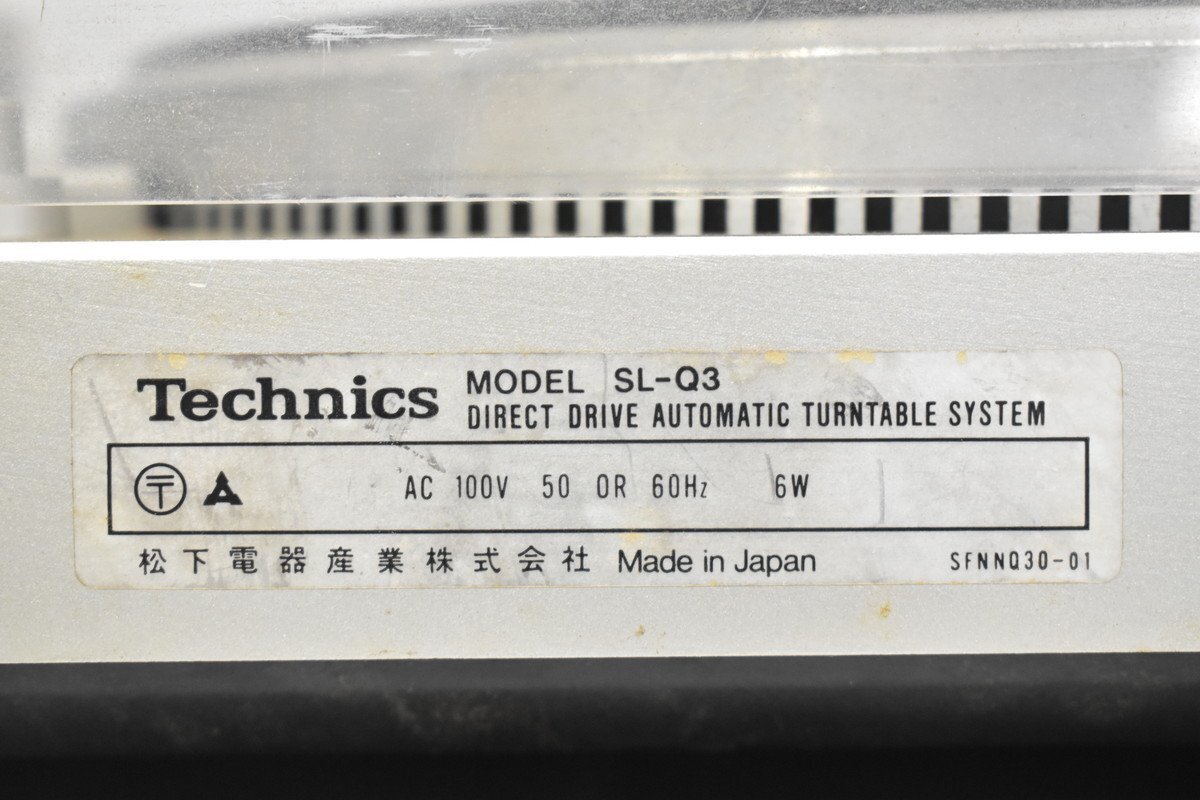 Technics MODEL SL-Q3
DIRECT DRIVE AUTOMATIC TURNTABLE SYSTEM
〒 A AC 100V 50 OR 60Hz 6W
松下電器産業株式会社 Made in Japan SFNNQ30-01